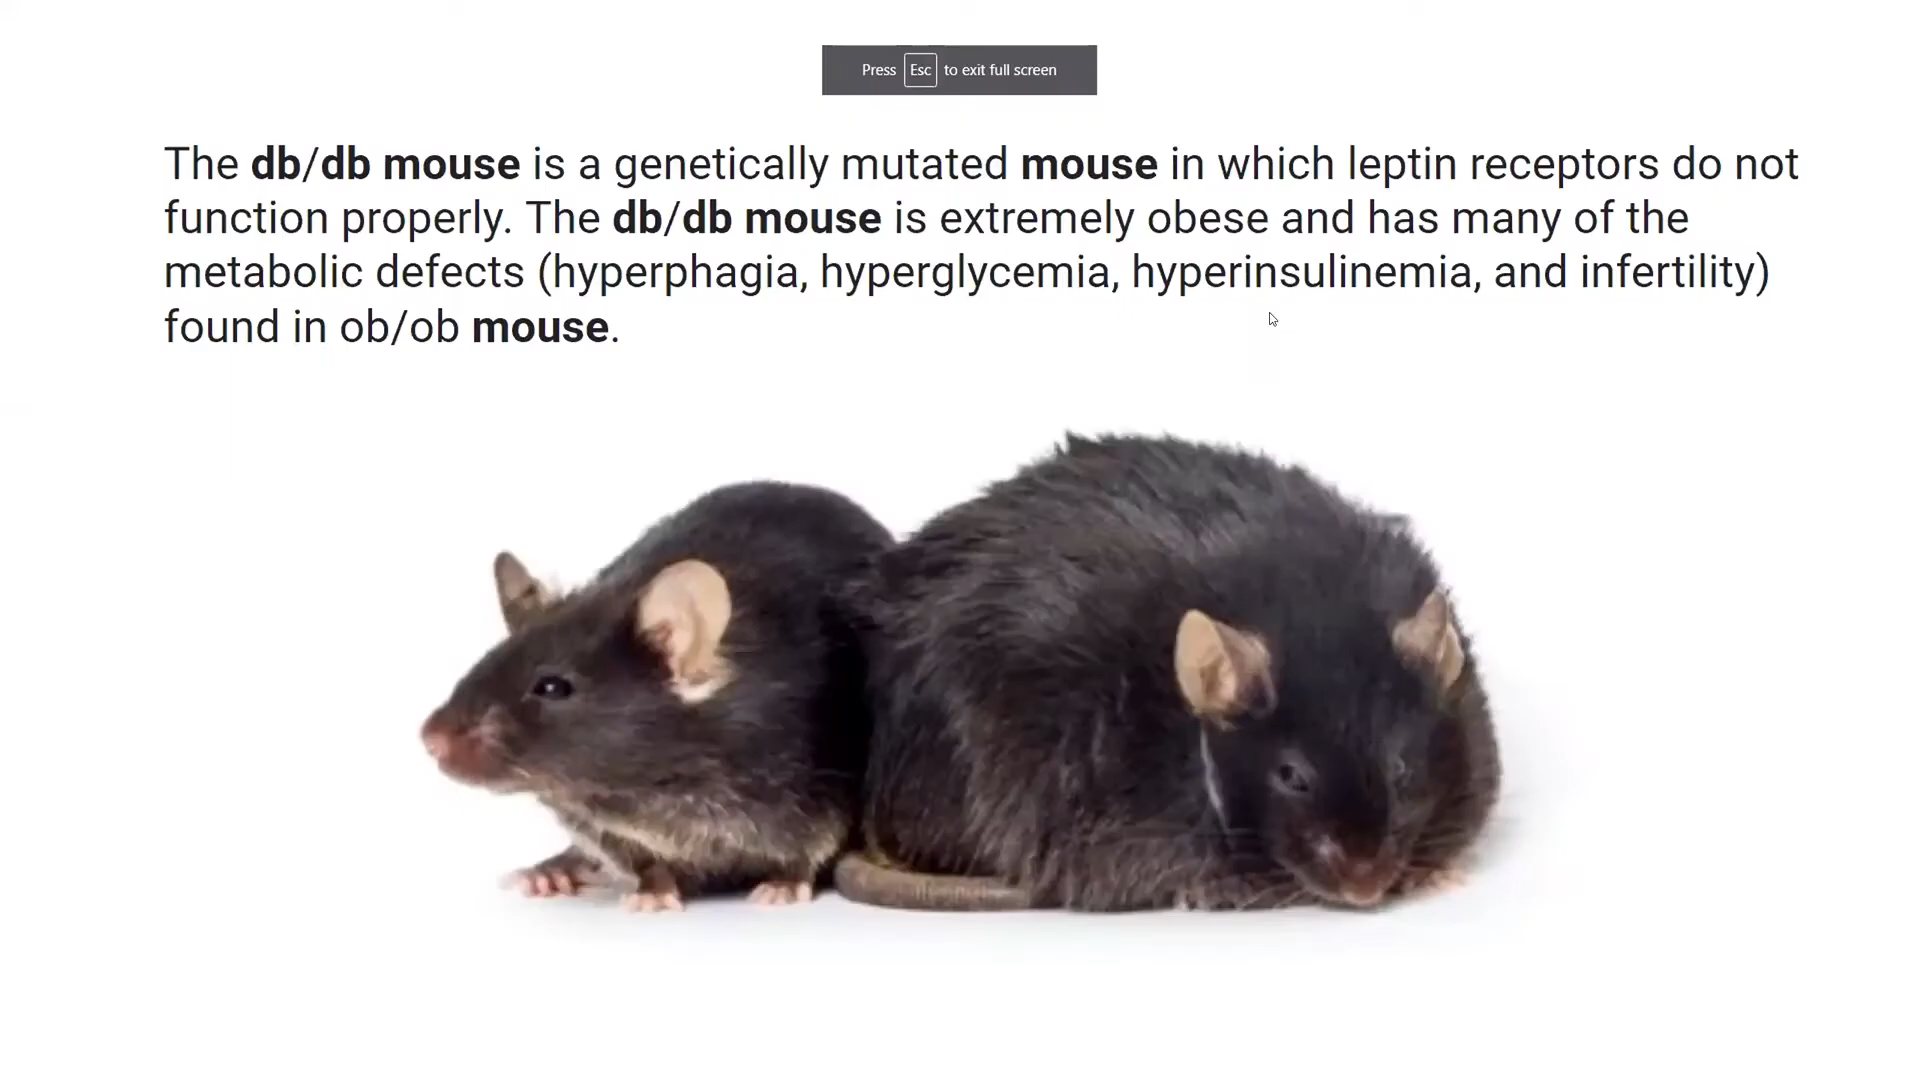 Press Esc to exit full screen
The db/db mouse is a genetically mutated mouse in which leptin receptors do not
function properly. The db/db mouse is extremely obese and has many of the
metabolic defects (hyperphagia, hyperglycemia, hyperinsulinemia, and infertility)
found in ob/ob mouse.